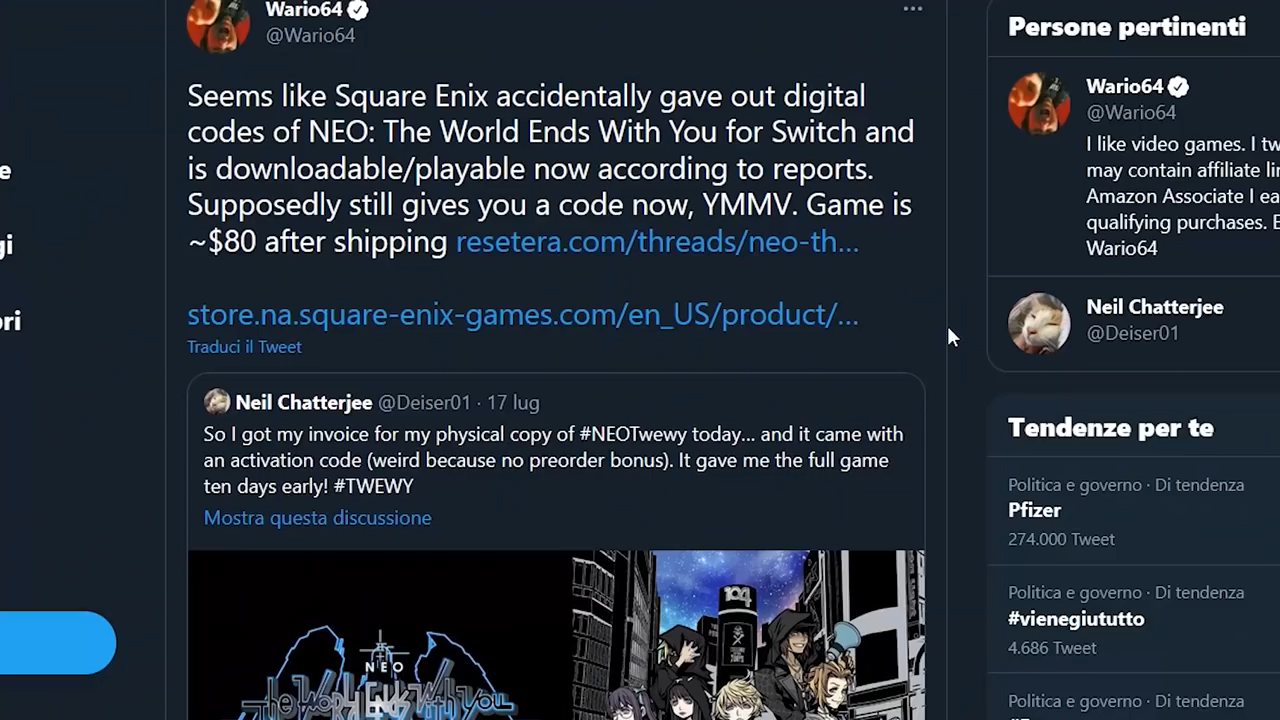 Wario64
@Wario64
Seems like Square Enix accidentally gave out digital
codes of NEO: The World Ends With You for Switch and
is downloadable/playable now according to reports.
Supposedly still gives you a code now, YMMV. Game is
~$80 after shipping resetera.com/threads/neo-th...
store.na.square-enix-games.com/en_US/product/...
Traduci il Tweet
Neil Chatterjee @Deiser01 · 17 lug
So I got my invoice for my physical copy of #NEOTwewy today... and it came with
an activation code (weird because no preorder bonus). It gave me the full game
ten days early! #TWEWY
Mostra questa discussione
NEO
The World Ends With You
104
Persone pertinenti
Wario64
@Wario64
I like video games. I tw
may contain affiliate lin
Amazon Associate I ea
qualifying purchases. E
Wario64
Neil Chatterjee
@Deiser01
Tendenze per te
Politica e governo · Di tendenza
Pfizer
274.000 Tweet
Politica e governo · Di tendenza
#vienegiututto
4.686 Tweet
Politica e governo · Di tendenza